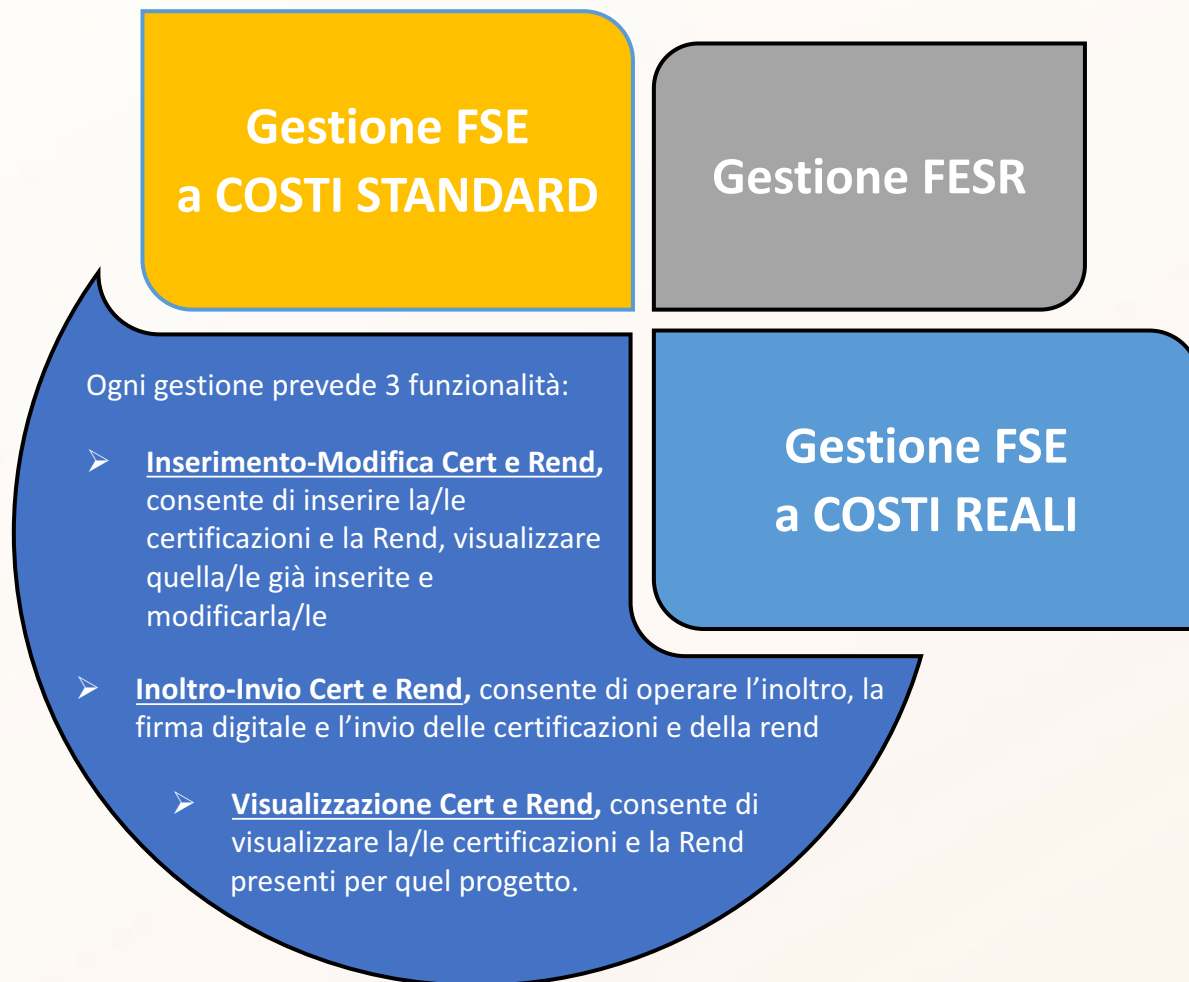 Gestione FSE
a COSTI STANDARD
Gestione FESR
Gestione FSE
a COSTI REALI
Ogni gestione prevede 3 funzionalità:
➢ Inserimento-Modifica Cert e Rend,
consente di inserire la/le
certificazioni e la Rend, visualizzare
quella/le già inserite e
modificarla/le
➢ Inoltro-Invio Cert e Rend, consente di operare l’inoltro, la
firma digitale e l’invio delle certificazioni e della rend
➢ Visualizzazione Cert e Rend, consente di
visualizzare la/le certificazioni e la Rend
presenti per quel progetto.